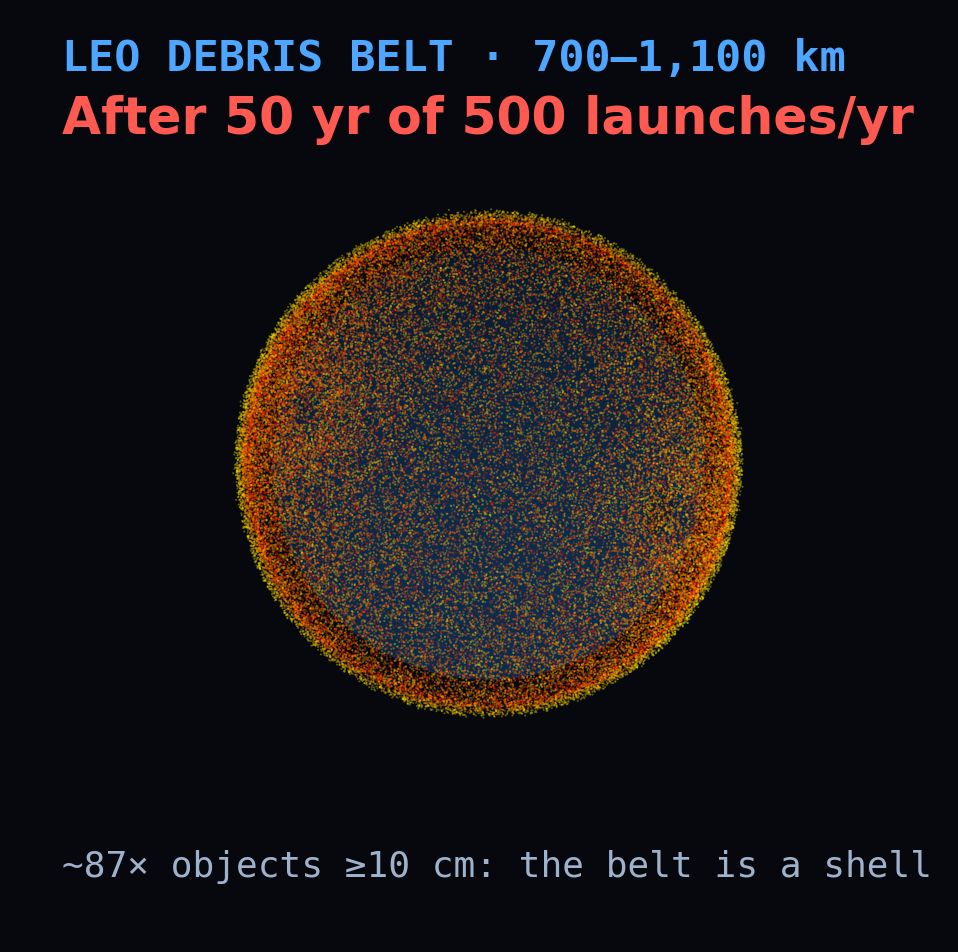 LEO DEBRIS BELT · 700–1,100 km
After 50 yr of 500 launches/yr
~87× objects ≥10 cm: the belt is a shell